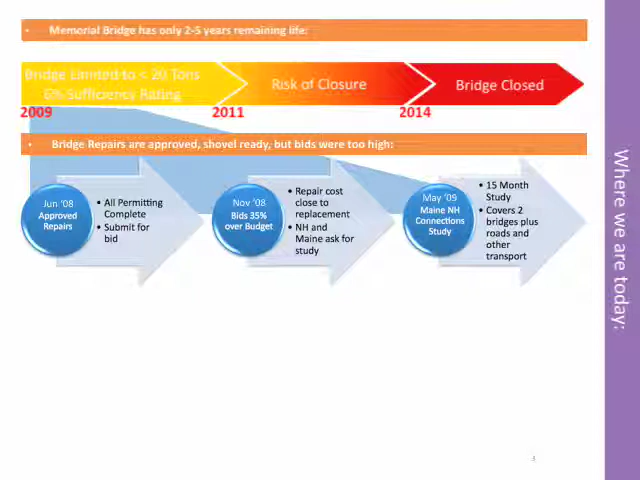 • Memorial Bridge has only 2-5 years remaining life:
Bridge Limited to < 20 Tons
6% Sufficiency Rating
Risk of Closure
Bridge Closed
2009
2011
2014
• Bridge Repairs are approved, shovel ready, but bids were too high:
Jun '08
Approved
Repairs
• All Permitting
Complete
• Submit for
bid
Nov '08
Bids 35%
over Budget
• Repair cost
close to
replacement
• NH and
Maine ask for
study
May '09
Maine NH
Connections
Study
• 15 Month
Study
• Covers 2
bridges plus
roads and
other
transport
Where we are today:
3